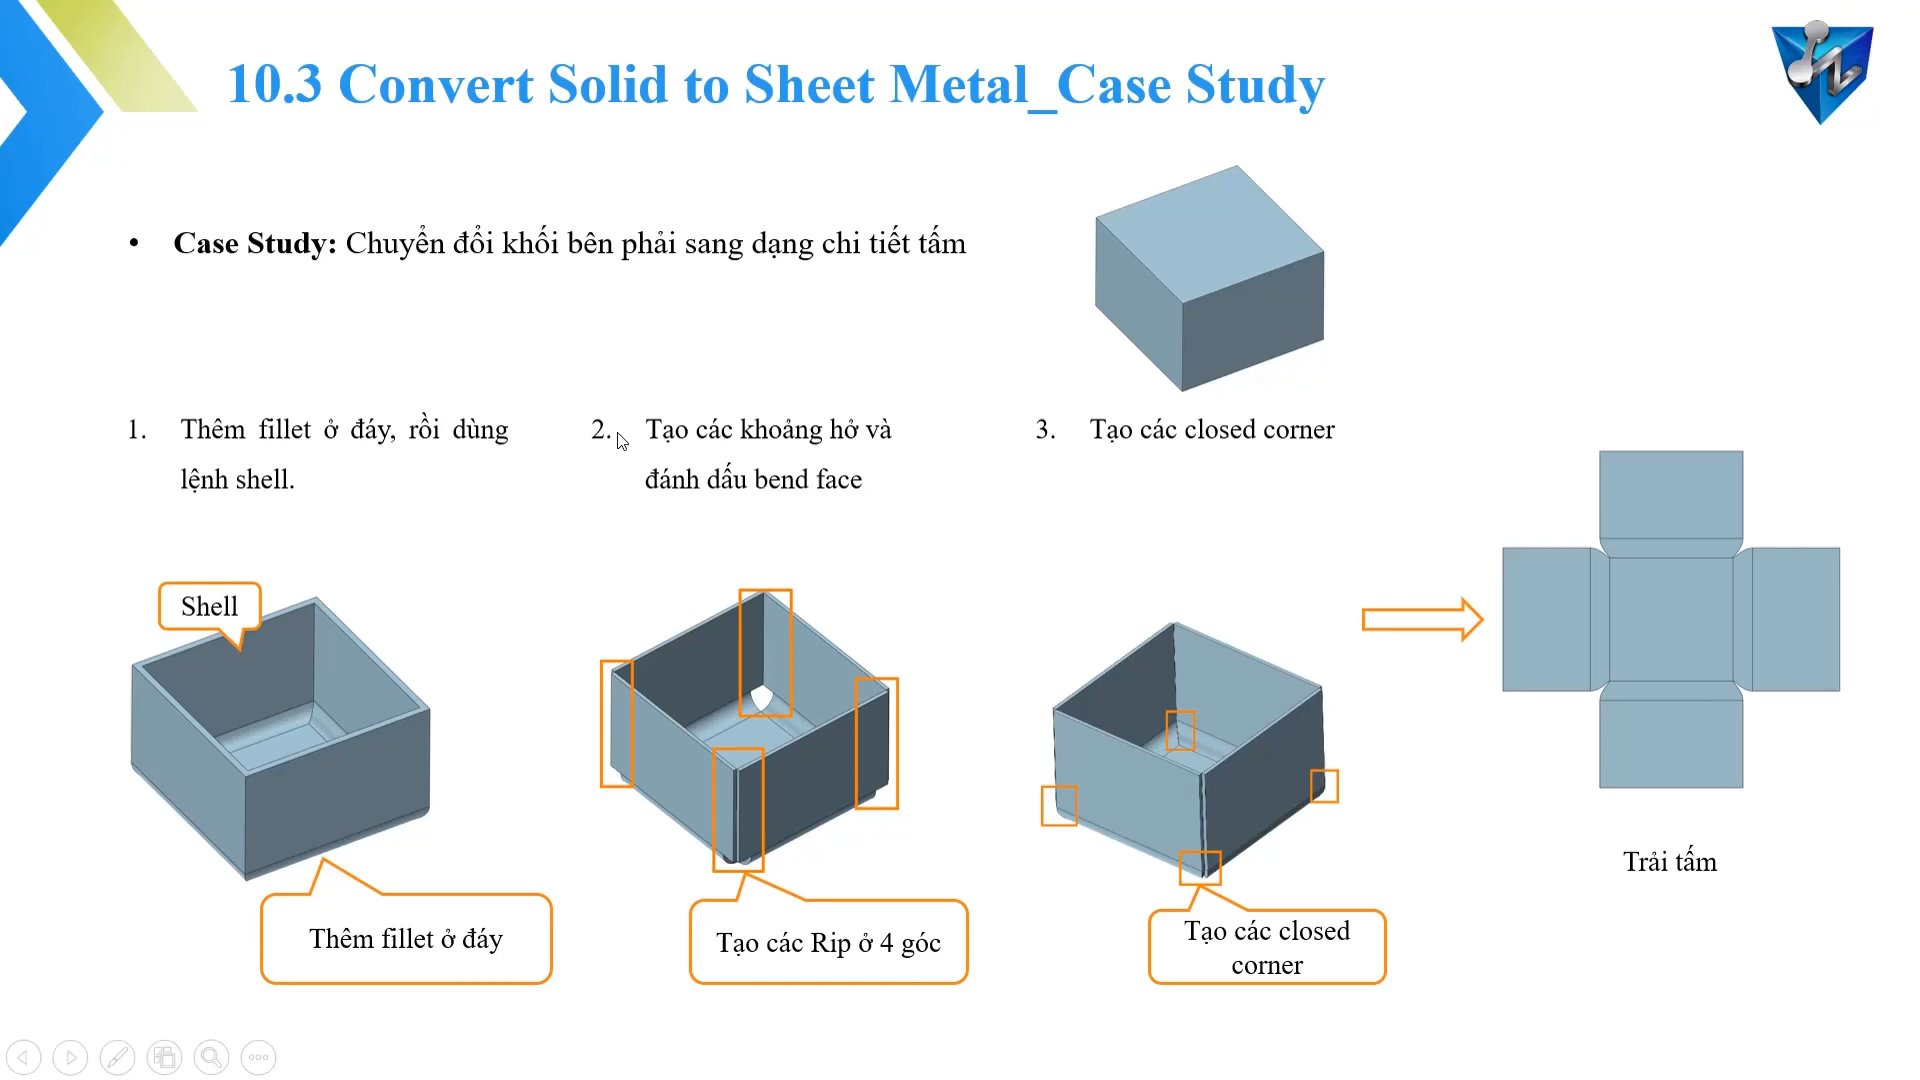 10.3 Convert Solid to Sheet Metal_Case Study
• Case Study: Chuyển đổi khối bên phải sang dạng chi tiết tấm
1. Thêm fillet ở đáy, rồi dùng
lệnh shell.
2. Tạo các khoảng hở và
đánh dấu bend face
3. Tạo các closed corner
Shell
Thêm fillet ở đáy
Tạo các Rip ở 4 góc
Tạo các closed
corner
Trải tấm